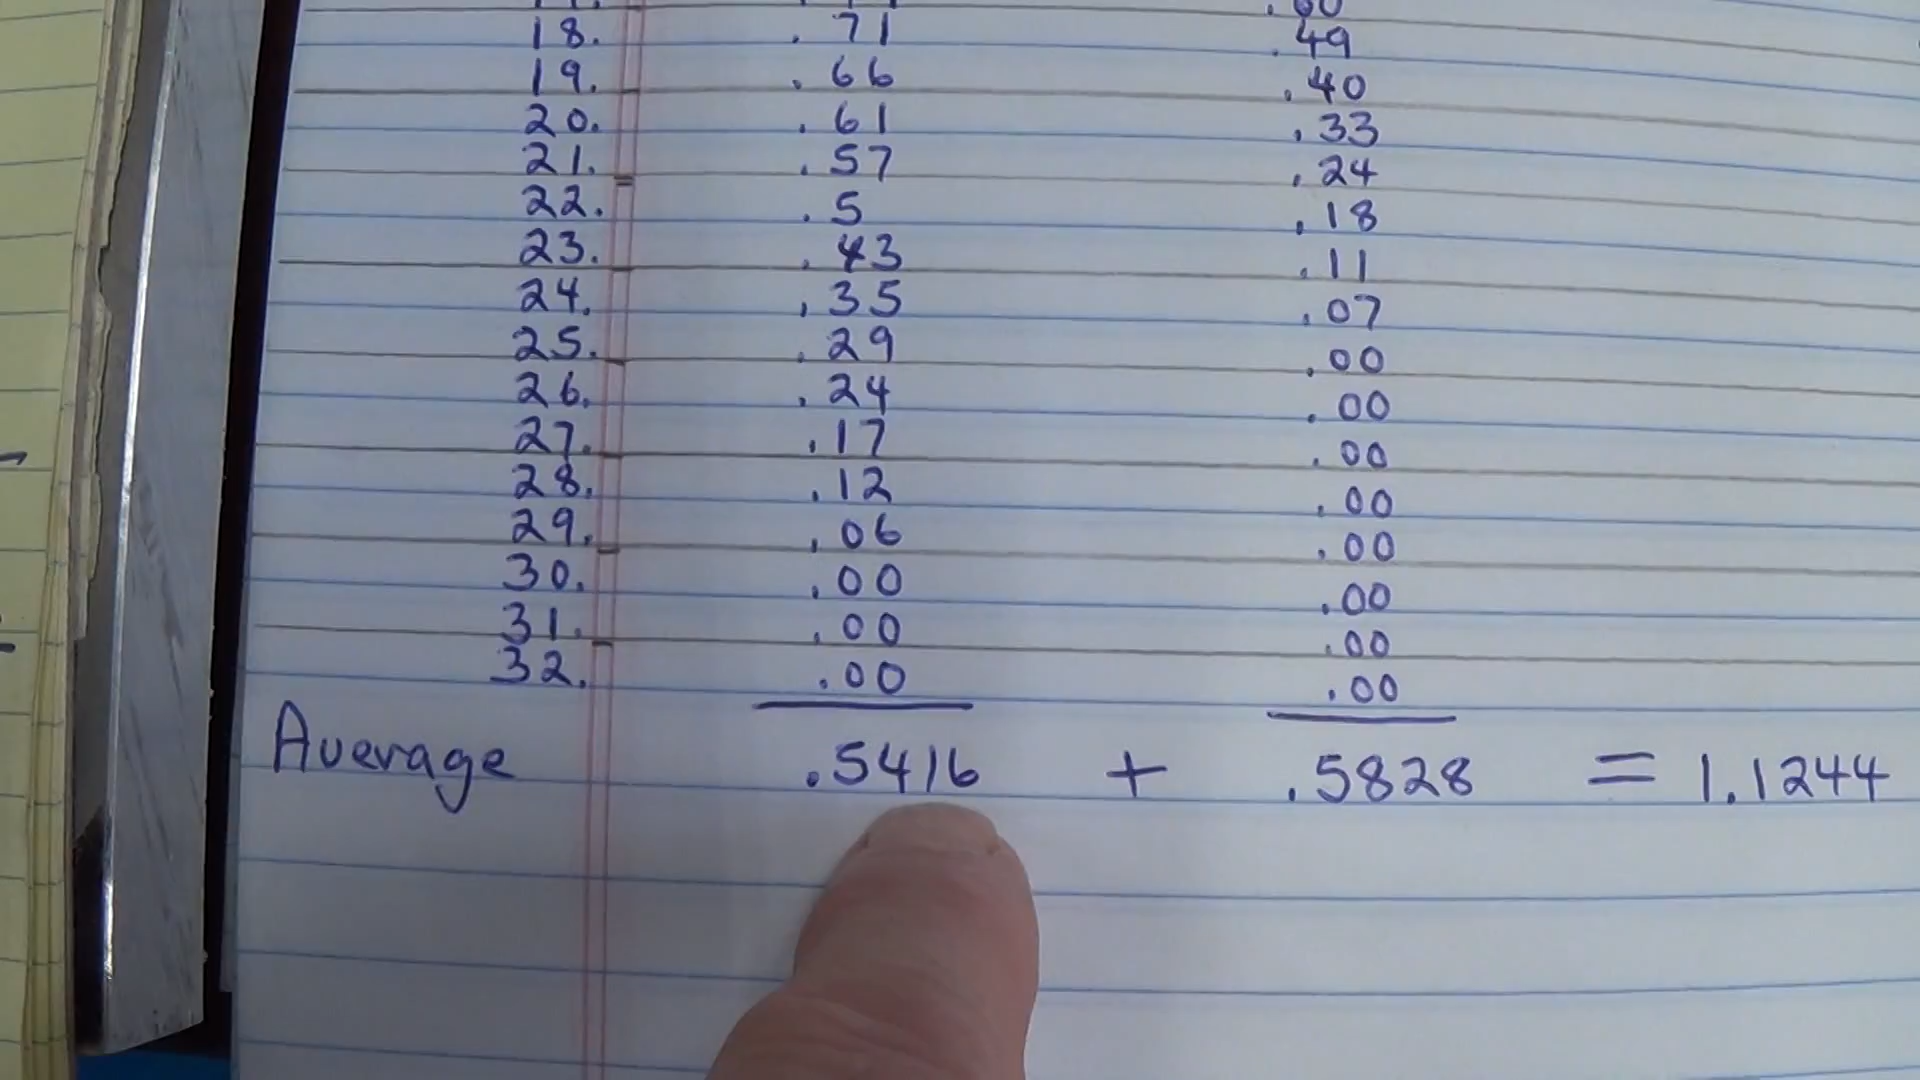 .60
18. .71 .49
19. .66 .40
20. .61 .33
21. .57 .24
22. .5 .18
23. .43 .11
24. .35 .07
25. .29 .00
26. .24 .00
27. .17 .00
28. .12 .00
29. .06 .00
30. .00 .00
31. .00 .00
32. .00 .00
Average .5416 + .5828 = 1.1244